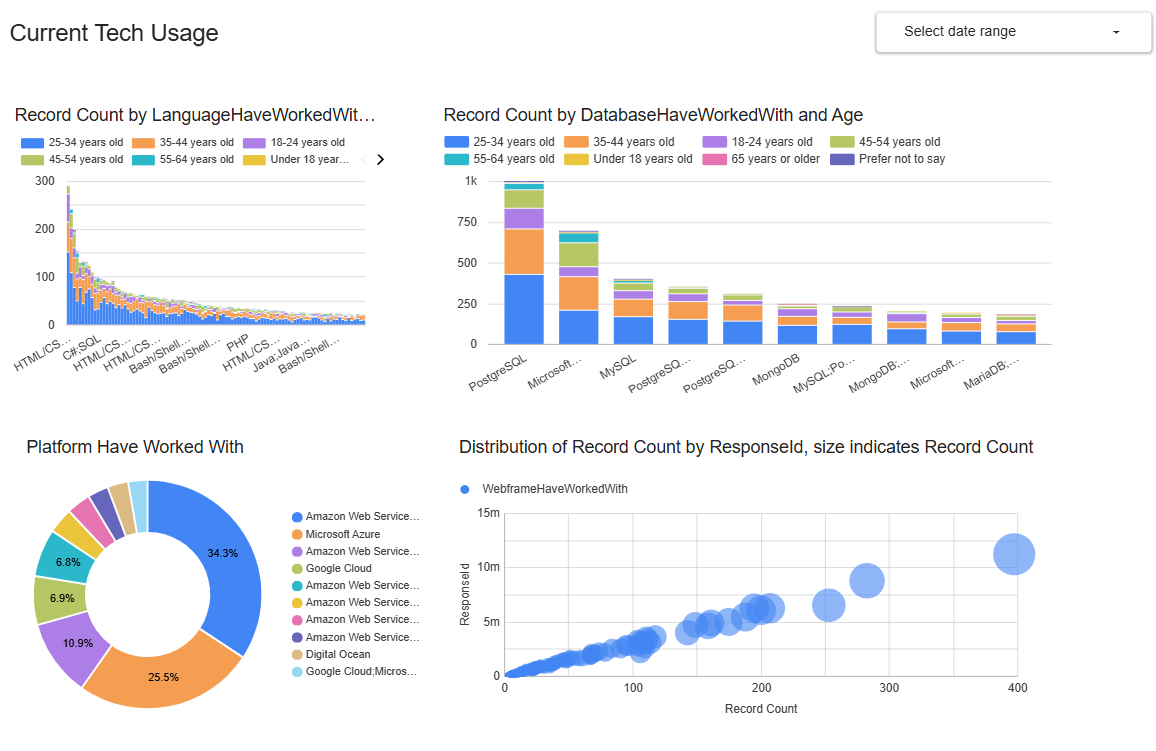 Current Tech Usage
Select date range
Record Count by LanguageHaveWorkedWit…
25-34 years old 35-44 years old 18-24 years old
45-54 years old 55-64 years old Under 18 year…
300
200
100
0
HTML/CS…
C#;SQL
HTML/CS…
HTML/CS…
Bash/Shell…
Bash/Shell…
PHP
HTML/CS…
Java;Java…
Bash/Shell…
Record Count by DatabaseHaveWorkedWith and Age
25-34 years old 35-44 years old 18-24 years old 45-54 years old
55-64 years old Under 18 years old 65 years or older Prefer not to say
1k
750
500
250
0
PostgreSQL
Microsoft…
MySQL
PostgreSQ…
PostgreSQ…
MongoDB
MySQL;Po…
MongoDB;…
Microsoft…
MariaDB;…
Platform Have Worked With
34.3%
25.5%
10.9%
6.9%
6.8%
Amazon Web Service…
Microsoft Azure
Amazon Web Service…
Google Cloud
Amazon Web Service…
Amazon Web Service…
Amazon Web Service…
Amazon Web Service…
Digital Ocean
Google Cloud;Micros…
Distribution of Record Count by ResponseId, size indicates Record Count
WebframeHaveWorkedWith
15m
10m
5m
0
ResponseId
0 100 200 300 400
Record Count